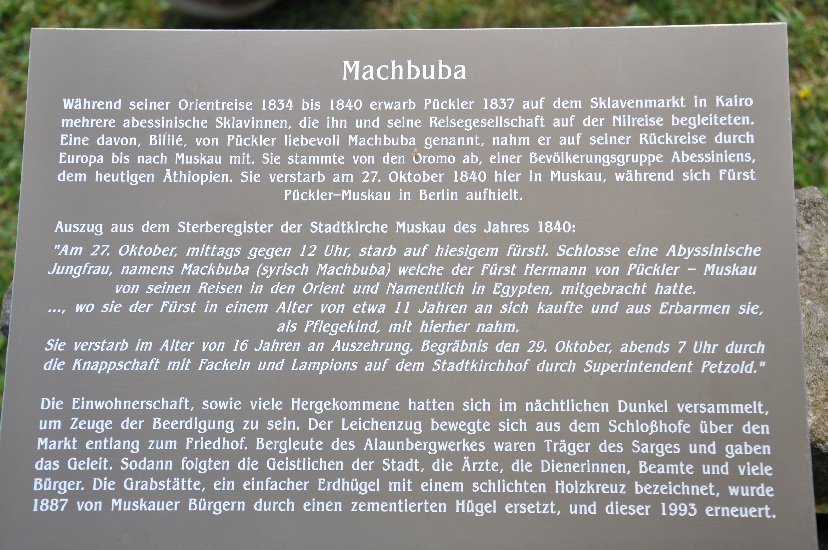 Machbuba
Während seiner Orientreise 1834 bis 1840 erwarb Pückler 1837 auf dem Sklavenmarkt in Kairo
mehrere abessinische Sklavinnen, die ihn und seine Reisegesellschaft auf der Nilreise begleiteten.
Eine davon, Bililé, von Pückler liebevoll Machbuba genannt, nahm er auf seiner Rückreise durch
Europa bis nach Muskau mit. Sie stammte von den Oromo ab, einer Bevölkerungsgruppe Abessiniens,
dem heutigen Äthiopien. Sie verstarb am 27. Oktober 1840 hier in Muskau, während sich Fürst
Pückler-Muskau in Berlin aufhielt.
Auszug aus dem Sterberegister der Stadtkirche Muskau des Jahres 1840:
"Am 27. Oktober, mittags gegen 12 Uhr, starb auf hiesigem fürstl. Schlosse eine Abyssinische
Jungfrau, namens Mackbuba (syrisch Machbuba) welche der Fürst Hermann von Pückler - Muskau
von seinen Reisen in den Orient und Namentlich in Egypten, mitgebracht hatte.
..., wo sie der Fürst in einem Alter von etwa 11 Jahren an sich kaufte und aus Erbarmen sie,
als Pflegekind, mit hierher nahm.
Sie verstarb im Alter von 16 Jahren an Auszehrung. Begräbnis den 29. Oktober, abends 7 Uhr durch
die Knappschaft mit Fackeln und Lampions auf dem Stadtkirchhof durch Superintendent Petzold."
Die Einwohnerschaft, sowie viele Hergekommene hatten sich im nächtlichen Dunkel versammelt,
um Zeuge der Beerdigung zu sein. Der Leichenzug bewegte sich aus dem Schloßhofe über den
Markt entlang zum Friedhof. Bergleute des Alaunbergwerkes waren Träger des Sarges und gaben
das Geleit. Sodann folgten die Geistlichen der Stadt, die Ärzte, die Dienerinnen, Beamte und viele
Bürger. Die Grabstätte, ein einfacher Erdhügel mit einem schlichten Holzkreuz bezeichnet, wurde
1887 von Muskauer Bürgern durch einen zementierten Hügel ersetzt, und dieser 1993 erneuert.